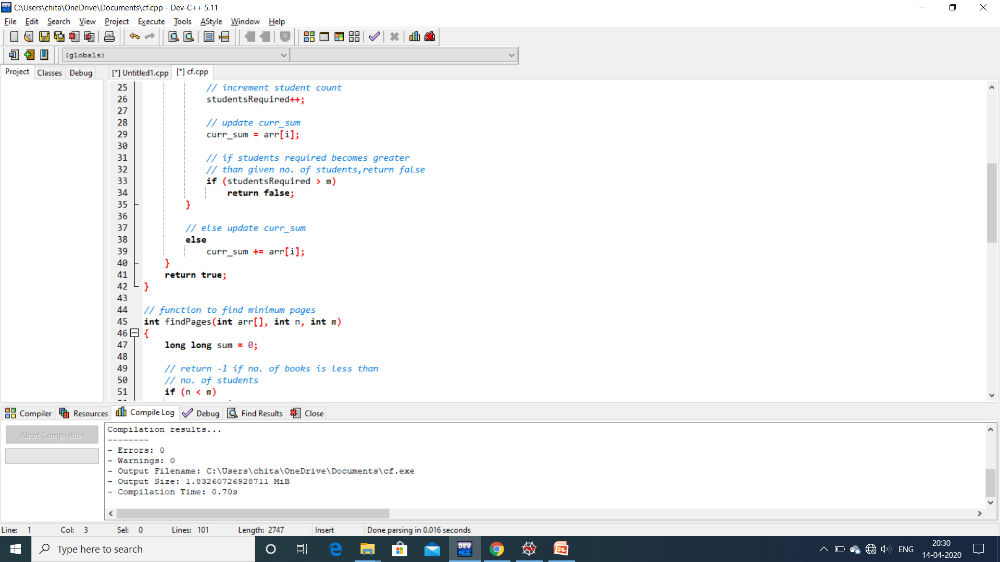 C:\Users\chita\OneDrive\Documents\cf.cpp - Dev-C++ 5.11
File Edit Search View Project Execute Tools AStyle Window Help
(globals)
Project Classes Debug [*] Untitled1.cpp [*] cf.cpp
25 // increment student count
26 studentsRequired++;
27
28 // update curr_sum
29 curr_sum = arr[i];
30
31 // if students required becomes greater
32 // than given no. of students,return false
33 if (studentsRequired > m)
34 return false;
35 }
36
37 // else update curr_sum
38 else
39 curr_sum += arr[i];
40 }
41 return true;
42 }
43
44 // function to find minimum pages
45 int findPages(int arr[], int n, int m)
46 {
47 long long sum = 0;
48
49 // return -1 if no. of books is less than
50 // no. of students
51 if (n < m)
Compiler Resources Compile Log Debug Find Results Close
Abort Compilation
Compilation results...
--------
- Errors: 0
- Warnings: 0
- Output Filename: C:\Users\chita\OneDrive\Documents\cf.exe
- Output Size: 1.83260726928711 MiB
- Compilation Time: 0.70s
Line: 1 Col: 3 Sel: 0 Lines: 101 Length: 2747 Insert Done parsing in 0.016 seconds
Type here to search
DEV C++
ENG
20:30
14-04-2020